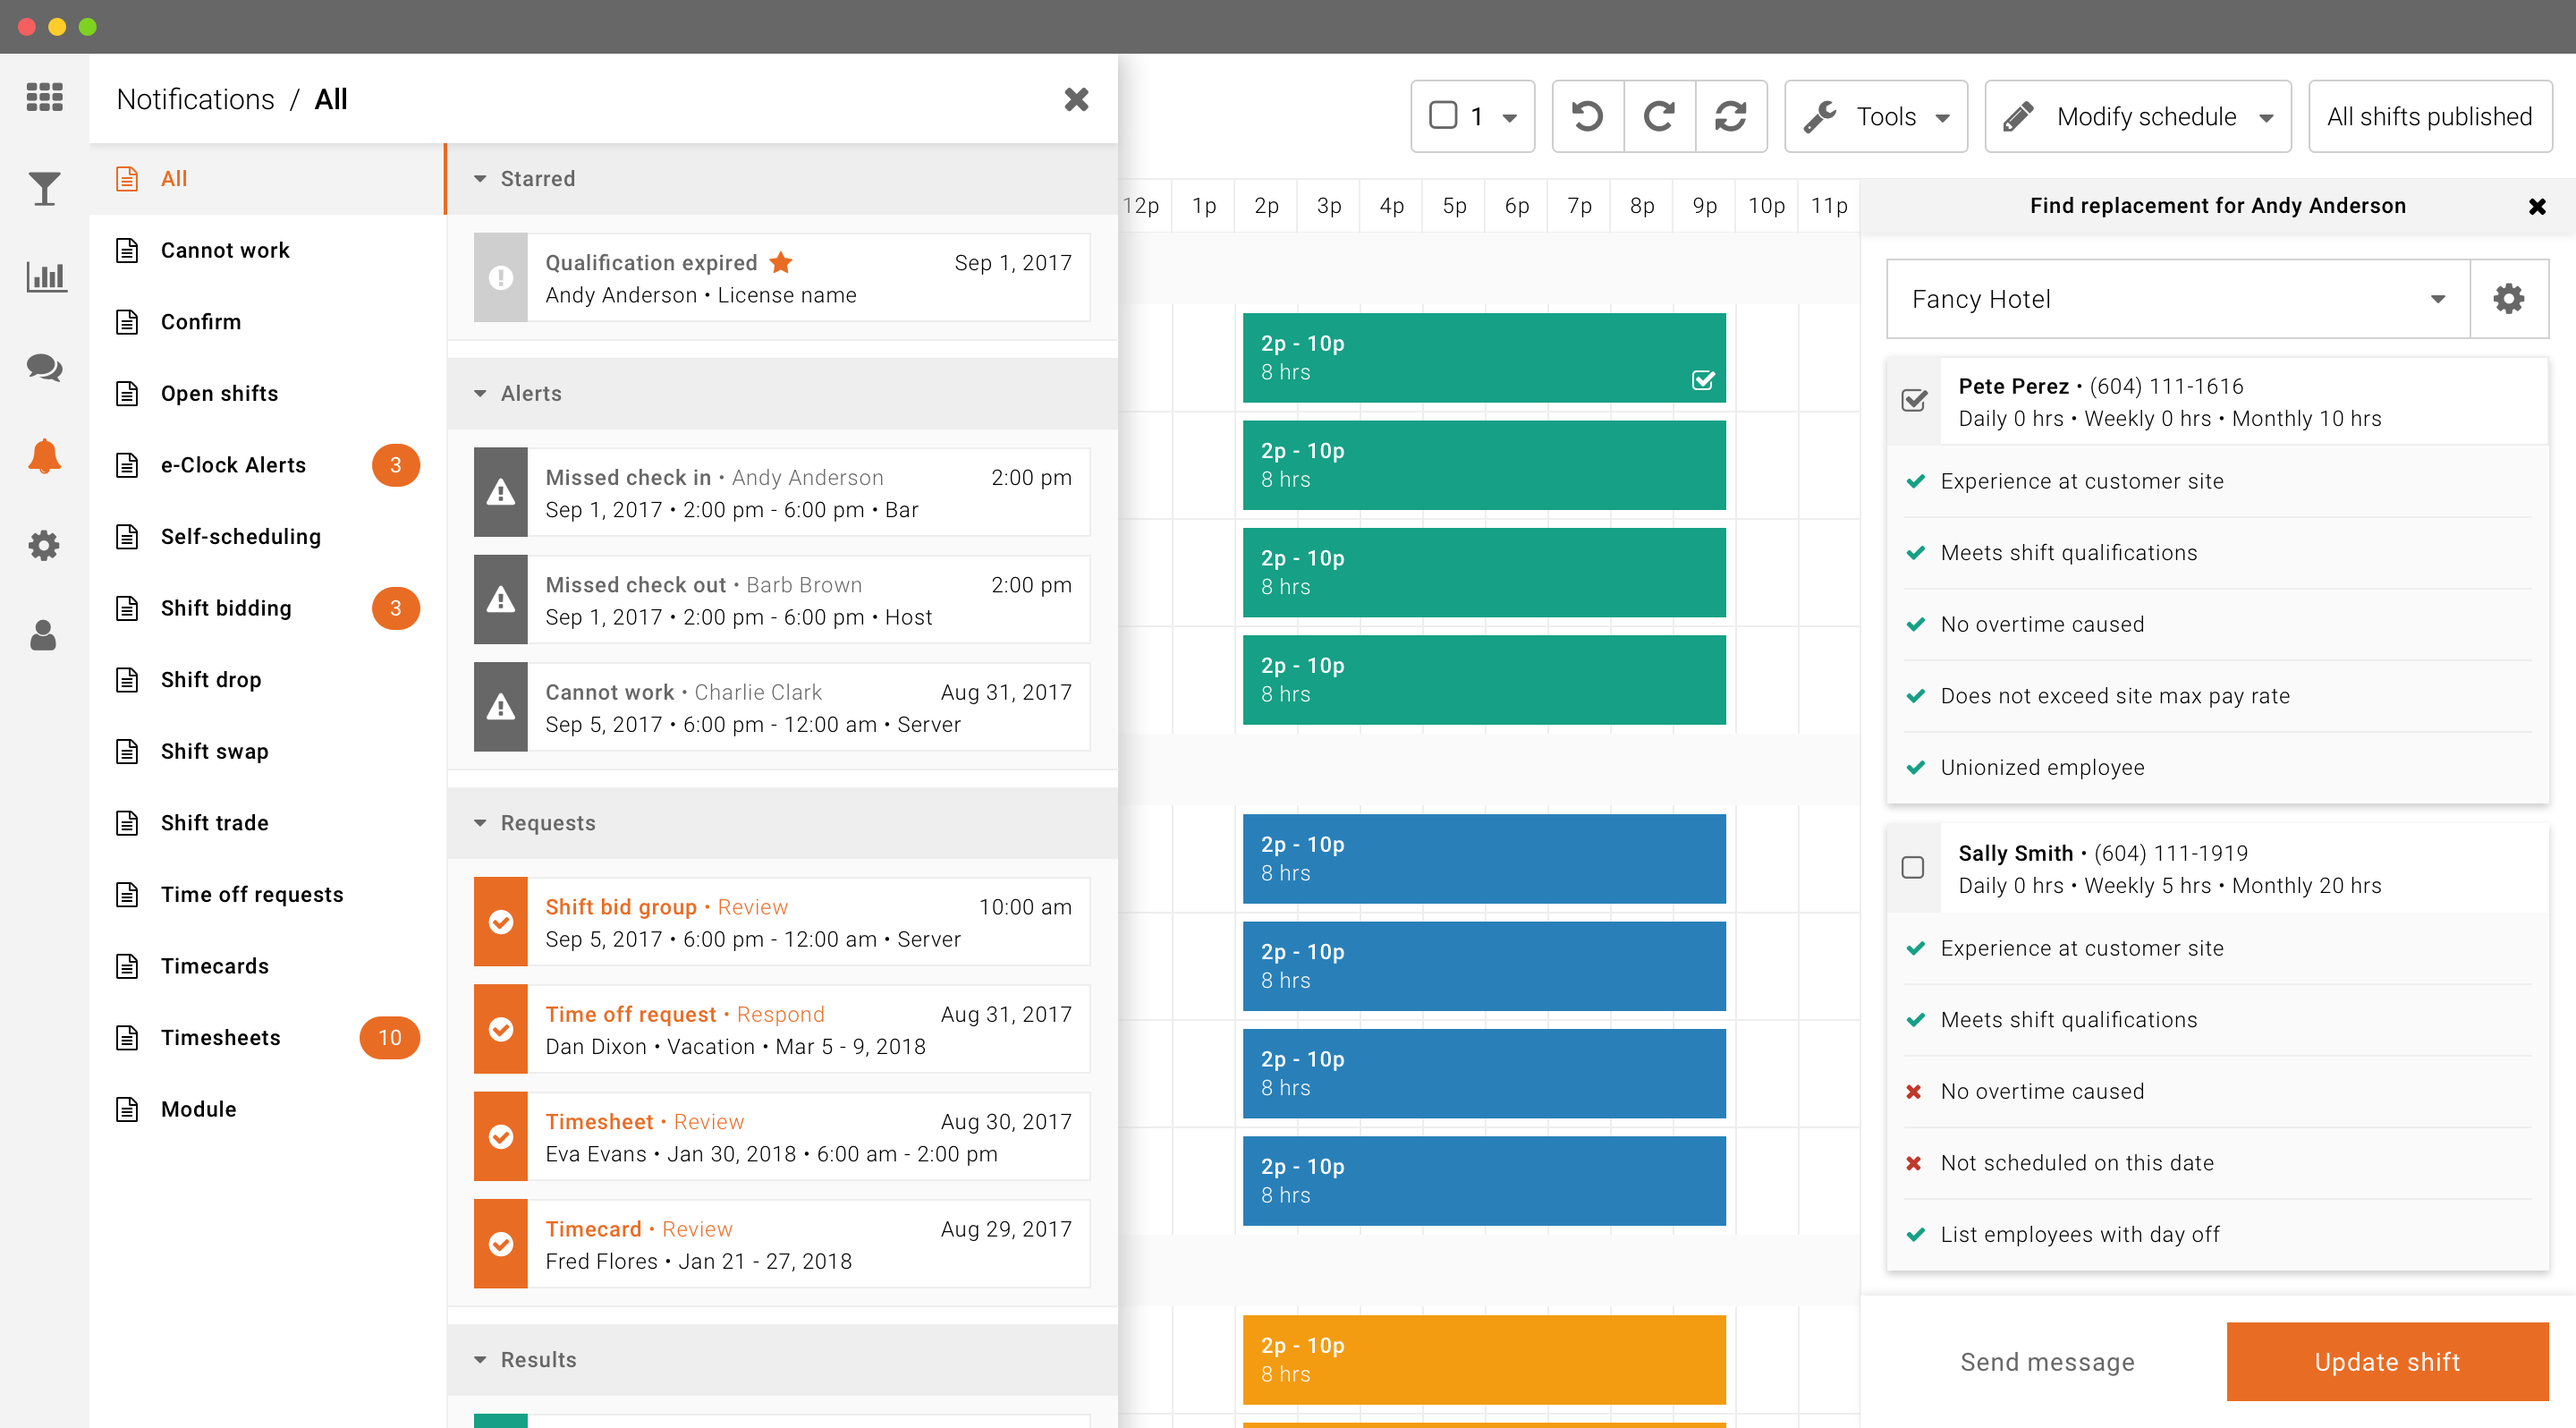 Notifications / All
All
Cannot work
Confirm
Open shifts
e-Clock Alerts 3
Self-scheduling
Shift bidding 3
Shift drop
Shift swap
Shift trade
Time off requests
Timecards
Timesheets 10
Module
Starred
Qualification expired Sep 1, 2017
Andy Anderson • License name
Alerts
Missed check in • Andy Anderson 2:00 pm
Sep 1, 2017 • 2:00 pm - 6:00 pm • Bar
Missed check out • Barb Brown 2:00 pm
Sep 1, 2017 • 2:00 pm - 6:00 pm • Host
Cannot work • Charlie Clark Aug 31, 2017
Sep 5, 2017 • 6:00 pm - 12:00 am • Server
Requests
Shift bid group • Review 10:00 am
Sep 5, 2017 • 6:00 pm - 12:00 am • Server
Time off request • Respond Aug 31, 2017
Dan Dixon • Vacation • Mar 5 - 9, 2018
Timesheet • Review Aug 30, 2017
Eva Evans • Jan 30, 2018 • 6:00 am - 2:00 pm
Timecard • Review Aug 29, 2017
Fred Flores • Jan 21 - 27, 2018
Results
1 Tools Modify schedule All shifts published
12p 1p 2p 3p 4p 5p 6p 7p 8p 9p 10p 11p
2p - 10p
8 hrs
2p - 10p
8 hrs
2p - 10p
8 hrs
2p - 10p
8 hrs
2p - 10p
8 hrs
2p - 10p
8 hrs
2p - 10p
8 hrs
2p - 10p
8 hrs
2p - 10p
8 hrs
Find replacement for Andy Anderson
Fancy Hotel
Pete Perez • (604) 111-1616
Daily 0 hrs • Weekly 0 hrs • Monthly 10 hrs
Experience at customer site
Meets shift qualifications
No overtime caused
Does not exceed site max pay rate
Unionized employee
Sally Smith • (604) 111-1919
Daily 0 hrs • Weekly 5 hrs • Monthly 20 hrs
Experience at customer site
Meets shift qualifications
No overtime caused
Not scheduled on this date
List employees with day off
Send message Update shift